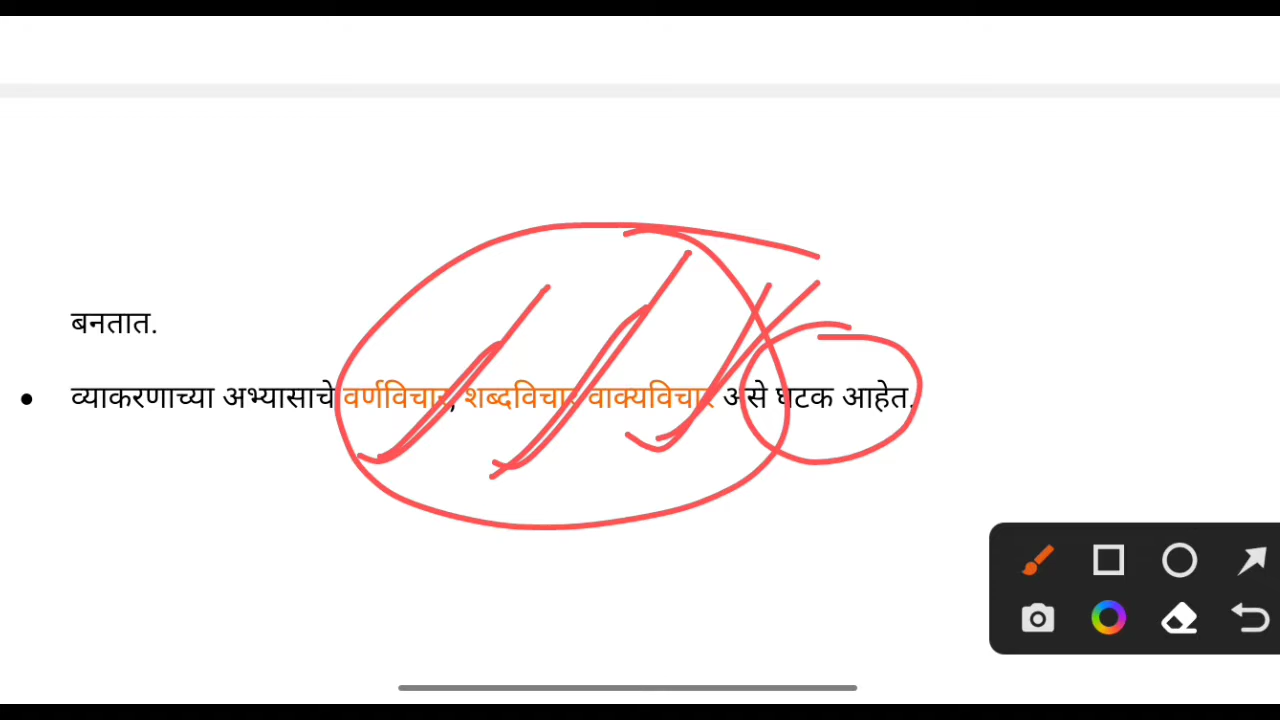 बनतात.
व्याकरणाच्या अभ्यासाचे वर्णविचार, शब्दविचार वाक्यविचार असे घटक आहेत.